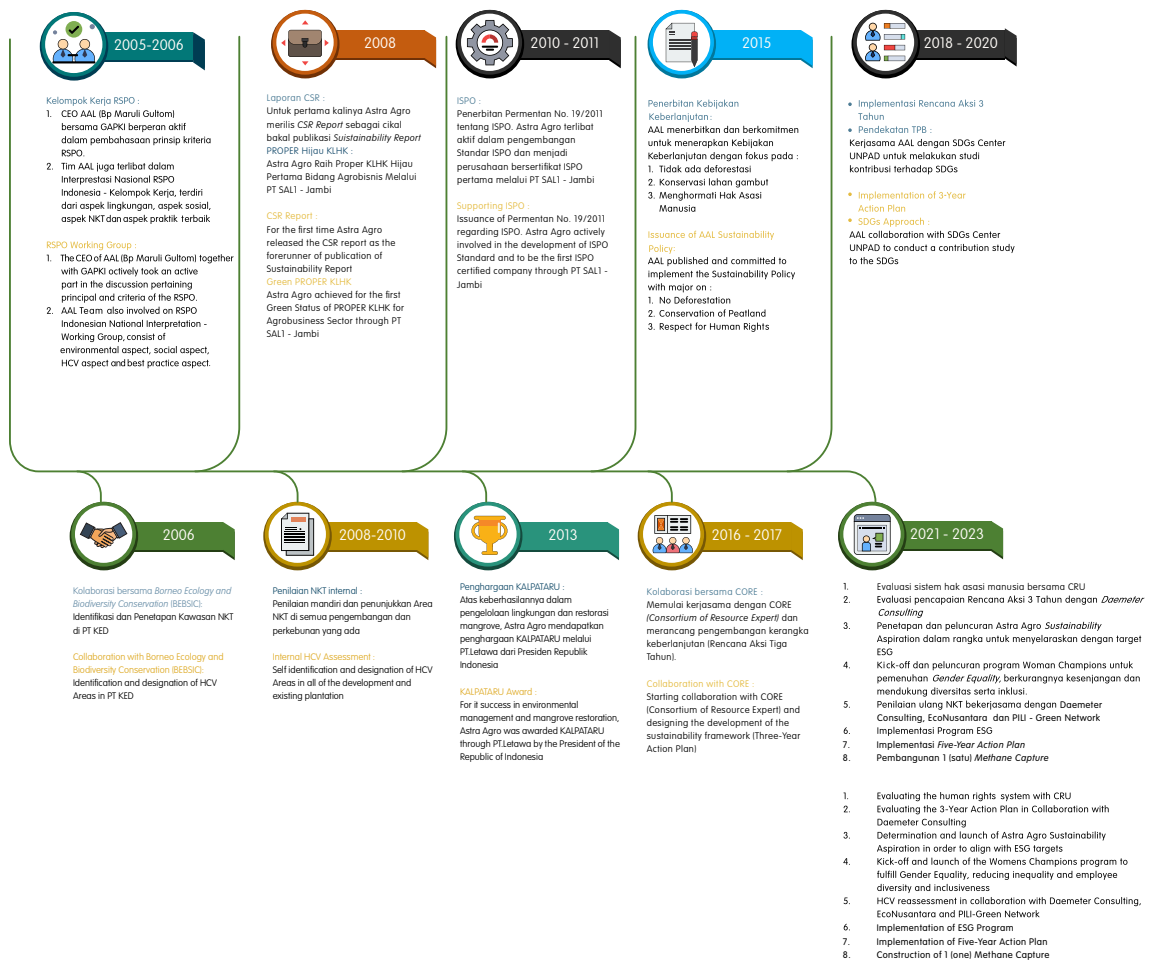 2005-2006
Kelompok Kerja RSPO :
1. CEO AAL (Bp Maruli Gultom)
bersama GAPKI berperan aktif
dalam pembahasaan prinsip kriteria
RSPO.
2. Tim AAL juga terlibat dalam
Interprestasi Nasional RSPO
Indonesia - Kelompok Kerja, terdiri
dari aspek lingkungan, aspek sosial,
aspek NKT dan aspek praktik terbaik
RSPO Working Group :
1. The CEO of AAL (Bp Maruli Gultom) together
with GAPKI actively took an active
part in the discussion pertaining
principal and criteria of the RSPO.
2. AAL Team also involved on RSPO
Indonesian National Interpretation -
Working Group, consist of
environmental aspect, social aspect,
HCV aspect and best practice aspect.
2008
Laporan CSR :
Untuk pertama kalinya Astra Agro
merilis CSR Report sebagai cikal
bakal publikasi Suistainability Report
PROPER Hijau KLHK :
Astra Agro Raih Proper KLHK Hijau
Pertama Bidang Agrobisnis Melalui
PT SAL1 - Jambi
CSR Report :
For the first time Astra Agro
released the CSR report as the
forerunner of publication of
Sustainability Report
Green PROPER KLHK
Astra Agro achieved for the first
Green Status of PROPER KLHK for
Agrobusiness Sector through PT
SAL1 - Jambi
2010 - 2011
ISPO :
Penerbitan Permentan No. 19/2011
tentang ISPO. Astra Agro terlibat
aktif dalam pengembangan
Standar ISPO dan menjadi
perusahaan bersertifikat ISPO
pertama melalui PT SAL1 - Jambi
Supporting ISPO :
Issuance of Permentan No. 19/2011
regarding ISPO. Astra Agro actively
involved in the development of ISPO
Standard and to be the first ISPO
certified company through PT SAL1 -
Jambi
2015
Penerbitan Kebijakan
Keberlanjutan :
AAL menerbitkan dan berkomitmen
untuk menerapkan Kebijakan
Keberlanjutan dengan fokus pada :
1. Tidak ada deforestasi
2. Konservasi lahan gambut
3. Menghormati Hak Asasi
Manusia
Issuance of AAL Sustainability
Policy:
AAL published and committed to
implement the Sustainability Policy
with major on :
1. No Deforestation
2. Conservation of Peatland
3. Respect for Human Rights
2018 - 2020
• Implementasi Rencana Aksi 3
Tahun
• Pendekatan TPB :
Kerjasama AAL dengan SDGs Center
UNPAD untuk melakukan studi
kontribusi terhadap SDGs
• Implementation of 3-Year
Action Plan
• SDGs Approach :
AAL collaboration with SDGs Center
UNPAD to conduct a contribution study
to the SDGs
2006
Kolaborasi bersama Borneo Ecology and
Biodiversity Conservation (BEBSIC):
Identifikasi dan Penetapan Kawasan NKT
di PT KED
Collaboration with Borneo Ecology and
Biodiversity Conservation (BEBSIC):
Identification and designation of HCV
Areas in PT KED
2008-2010
Penilaian NKT internal :
Penilaian mandiri dan penunjukkan Area
NKT di semua pengembangan dan
perkebunan yang ada
Internal HCV Assessment :
Self identification and designation of HCV
Areas in all of the development and
existing plantation
2013
Penghargaan KALPATARU :
Atas keberhasilannya dalam
pengelolaan lingkungan dan restorasi
mangrove, Astra Agro mendapatkan
penghargaan KALPATARU melalui
PT.Letawa dari Presiden Republik
Indonesia
KALPATARU Award :
For it success in environmental
management and mangrove restoration,
Astra Agro was awarded KALPATARU
through PT.Letawa by the President of the
Republic of Indonesia
2016 - 2017
Kolaborasi bersama CORE :
Memulai kerjasama dengan CORE
(Consortium of Resource Expert) dan
merancang pengembangan kerangka
keberlanjutan (Rencana Aksi Tiga
Tahun).
Collaboration with CORE :
Starting collaboration with CORE
(Consortium of Resource Expert) and
designing the development of the
sustainability framework (Three-Year
Action Plan)
2021 - 2023
1. Evaluasi sistem hak asasi manusia bersama CRU
2. Evaluasi pencapaian Rencana Aksi 3 Tahun dengan Daemeter
Consulting
3. Penetapan dan peluncuran Astra Agro Sustainability
Aspiration dalam rangka untuk menyelaraskan dengan target
ESG
4. Kick-off dan peluncuran program Woman Champions untuk
pemenuhan Gender Equality, berkurangnya kesenjangan dan
mendukung diversitas serta inklusi.
5. Penilaian ulang NKT bekerjasama dengan Daemeter
Consulting, EcoNusantara dan PILI - Green Network
6. Implementasi Program ESG
7. Implementasi Five-Year Action Plan
8. Pembangunan 1 (satu) Methane Capture
1. Evaluating the human rights system with CRU
2. Evaluating the 3-Year Action Plan in Collaboration with
Daemeter Consulting
3. Determination and launch of Astra Agro Sustainability
Aspiration in order to align with ESG targets
4. Kick-off and launch of the Womens Champions program to
fulfill Gender Equality, reducing inequality and employee
diversity and inclusiveness
5. HCV reassessment in collaboration with Daemeter Consulting,
EcoNusantara and PILI-Green Network
6. Implementation of ESG Program
7. Implementation of Five-Year Action Plan
8. Construction of 1 (one) Methane Capture